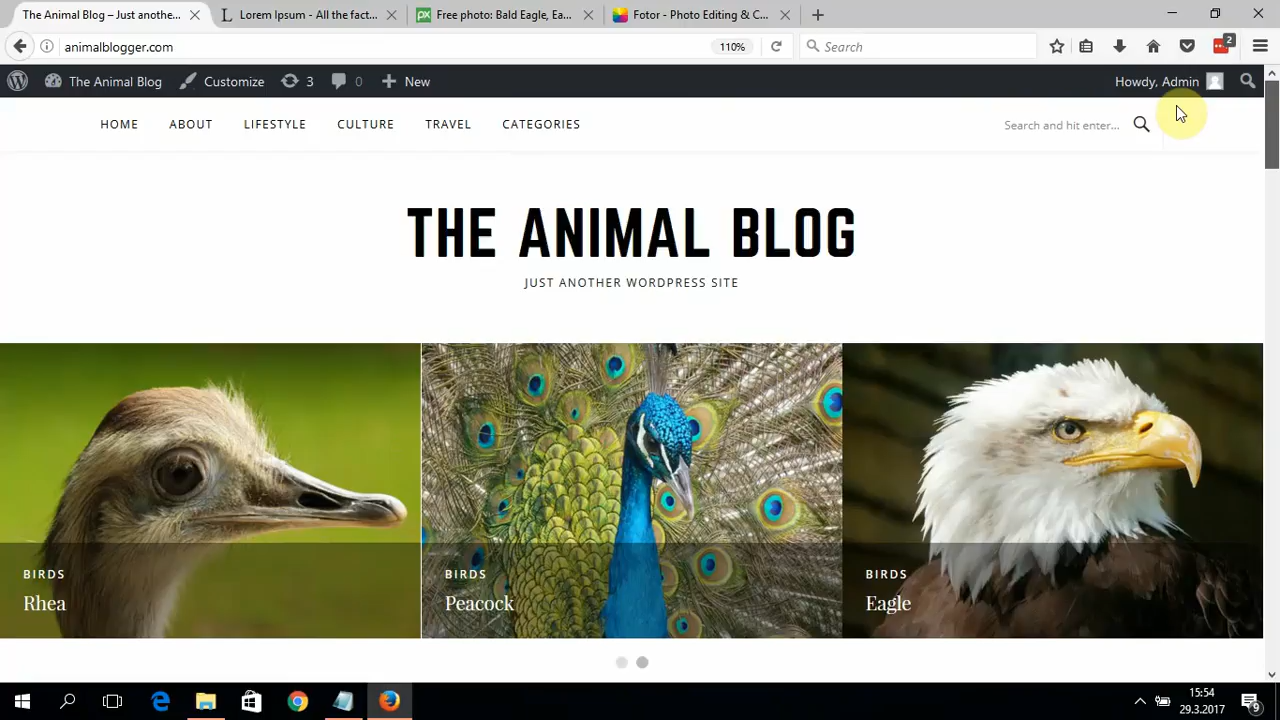 The Animal Blog – Just anothe...
Lorem Ipsum - All the fact...
Free photo: Bald Eagle, Ea...
Fotor - Photo Editing & C...
animalblogger.com
110%
Search
2
The Animal Blog
Customize
3
0
New
Howdy, Admin
HOME
ABOUT
LIFESTYLE
CULTURE
TRAVEL
CATEGORIES
Search and hit enter...
THE ANIMAL BLOG
JUST ANOTHER WORDPRESS SITE
BIRDS
Rhea
BIRDS
Peacock
BIRDS
Eagle
15:54
29.3.2017
9